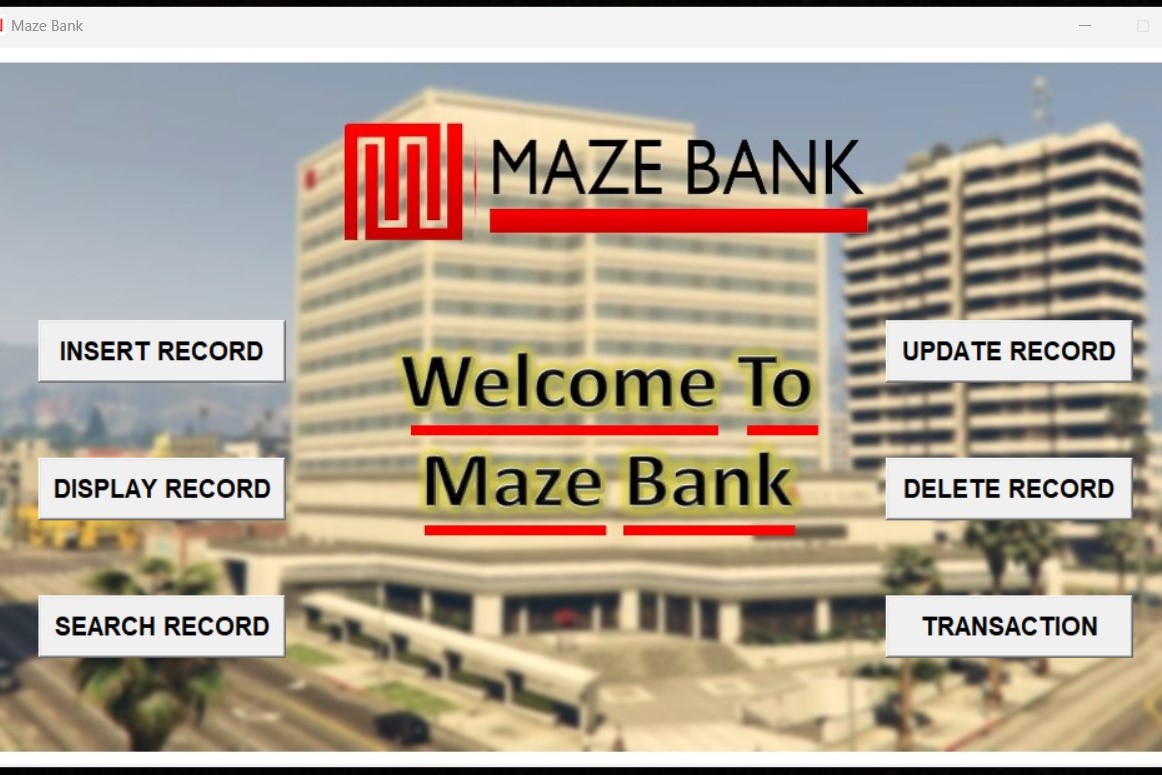 Maze Bank
MAZE BANK
INSERT RECORD
UPDATE RECORD
Welcome To
Maze Bank
DISPLAY RECORD
DELETE RECORD
SEARCH RECORD
TRANSACTION